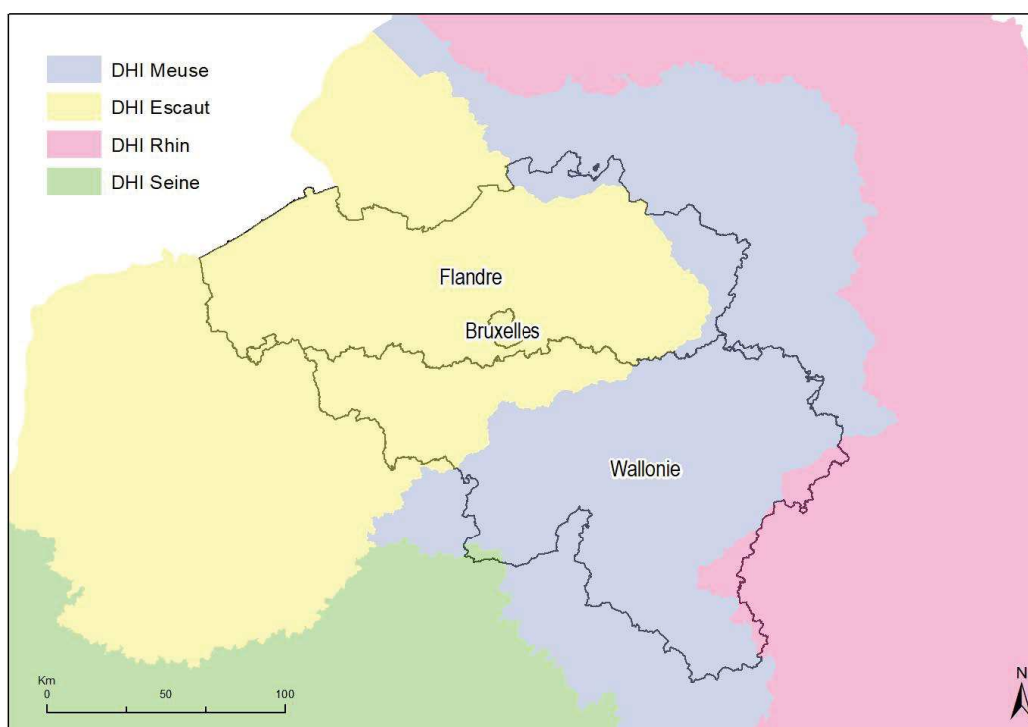 DHI Meuse
DHI Escaut
DHI Rhin
DHI Seine
Flandre
Bruxelles
Wallonie
Km
0 50 100
N